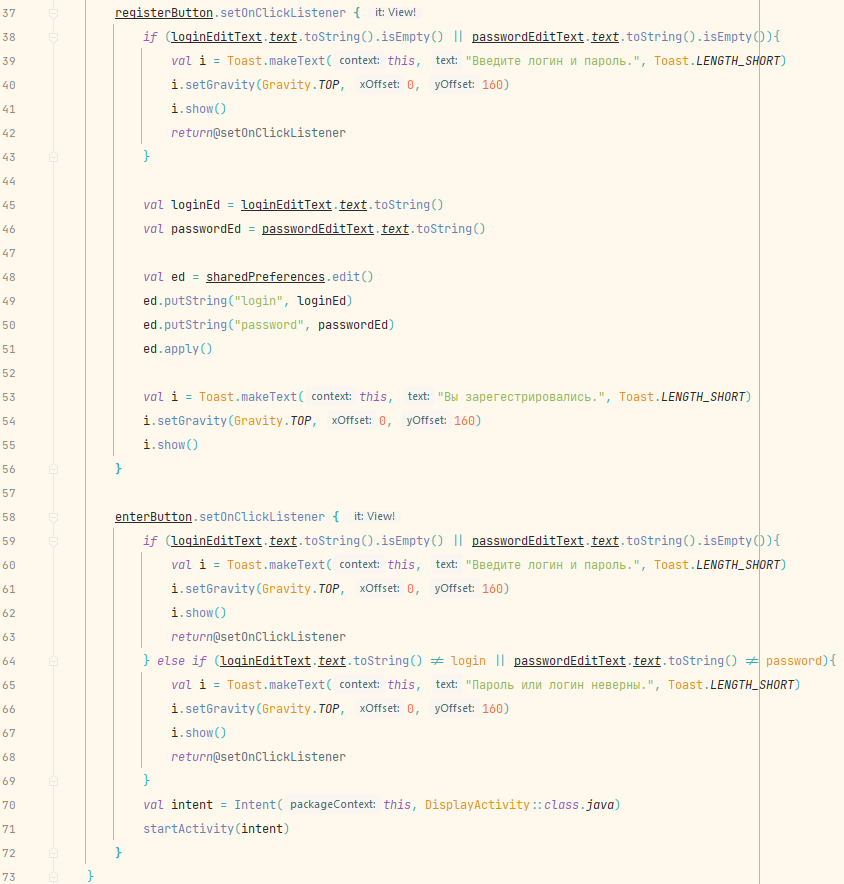 37 registerButton.setOnClickListener { it: View!
38 if (loginEditText.text.toString().isEmpty() || passwordEditText.text.toString().isEmpty()){
39 val i = Toast.makeText( context: this, text: "Введите логин и пароль.", Toast.LENGTH_SHORT)
40 i.setGravity(Gravity.TOP, xOffset: 0, yOffset: 160)
41 i.show()
42 return@setOnClickListener
43 }
44
45 val loginEd = loginEditText.text.toString()
46 val passwordEd = passwordEditText.text.toString()
47
48 val ed = sharedPreferences.edit()
49 ed.putString("login", loginEd)
50 ed.putString("password", passwordEd)
51 ed.apply()
52
53 val i = Toast.makeText( context: this, text: "Вы зарегестрировались.", Toast.LENGTH_SHORT)
54 i.setGravity(Gravity.TOP, xOffset: 0, yOffset: 160)
55 i.show()
56 }
57
58 enterButton.setOnClickListener { it: View!
59 if (loginEditText.text.toString().isEmpty() || passwordEditText.text.toString().isEmpty()){
60 val i = Toast.makeText( context: this, text: "Введите логин и пароль.", Toast.LENGTH_SHORT)
61 i.setGravity(Gravity.TOP, xOffset: 0, yOffset: 160)
62 i.show()
63 return@setOnClickListener
64 } else if (loginEditText.text.toString() ≠ login || passwordEditText.text.toString() ≠ password){
65 val i = Toast.makeText( context: this, text: "Пароль или логин неверны.", Toast.LENGTH_SHORT)
66 i.setGravity(Gravity.TOP, xOffset: 0, yOffset: 160)
67 i.show()
68 return@setOnClickListener
69 }
70 val intent = Intent( packageContext: this, DisplayActivity::class.java)
71 startActivity(intent)
72 }
73 }